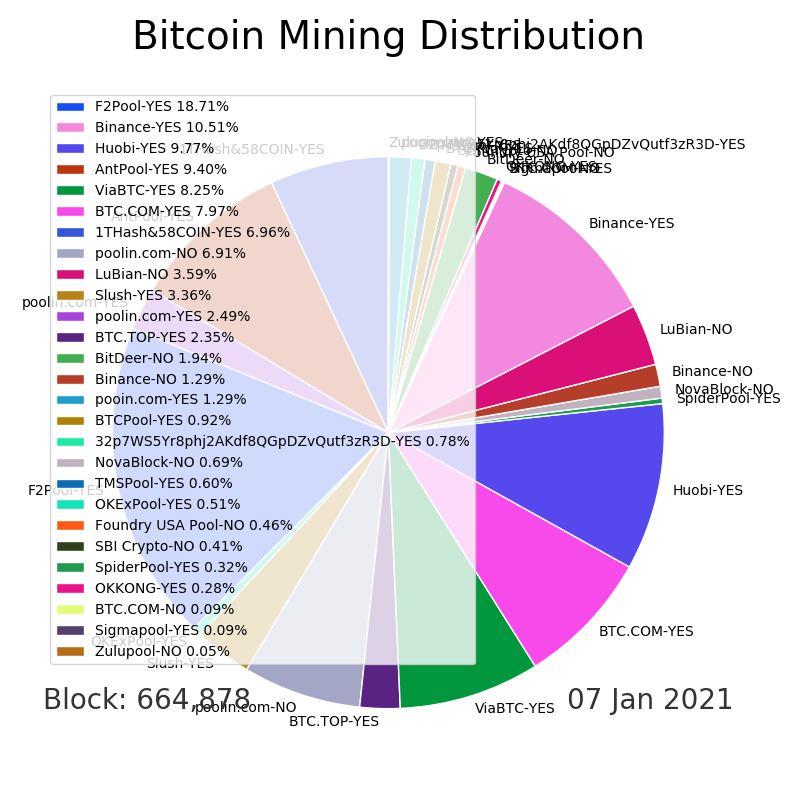 Bitcoin Mining Distribution
F2Pool-YES 18.71%
Binance-YES 10.51%
Huobi-YES 9.77%
AntPool-YES 9.40%
ViaBTC-YES 8.25%
BTC.COM-YES 7.97%
1THash&58COIN-YES 6.96%
poolin.com-NO 6.91%
LuBian-NO 3.59%
Slush-YES 3.36%
poolin.com-YES 2.49%
BTC.TOP-YES 2.35%
BitDeer-NO 1.94%
Binance-NO 1.29%
pooin.com-YES 1.29%
BTCPool-YES 0.92%
32p7WS5Yr8phj2AKdf8QGpDZvQutf3zR3D-YES 0.78%
NovaBlock-NO 0.69%
TMSPool-YES 0.60%
OKExPool-YES 0.51%
Foundry USA Pool-NO 0.46%
SBI Crypto-NO 0.41%
SpiderPool-YES 0.32%
OKKONG-YES 0.28%
BTC.COM-NO 0.09%
Sigmapool-YES 0.09%
Zulupool-NO 0.05%
BitDeer-NO
Binance-YES
LuBian-NO
Binance-NO
NovaBlock-NO
SpiderPool-YES
Huobi-YES
BTC.COM-YES
ViaBTC-YES
BTC.TOP-YES
poolin.com-NO
Slush-YES
OKExPool-YES
F2Pool-YES
poolin.com-YES
AntPool-YES
1THash&58COIN-YES
Block: 664,878
07 Jan 2021